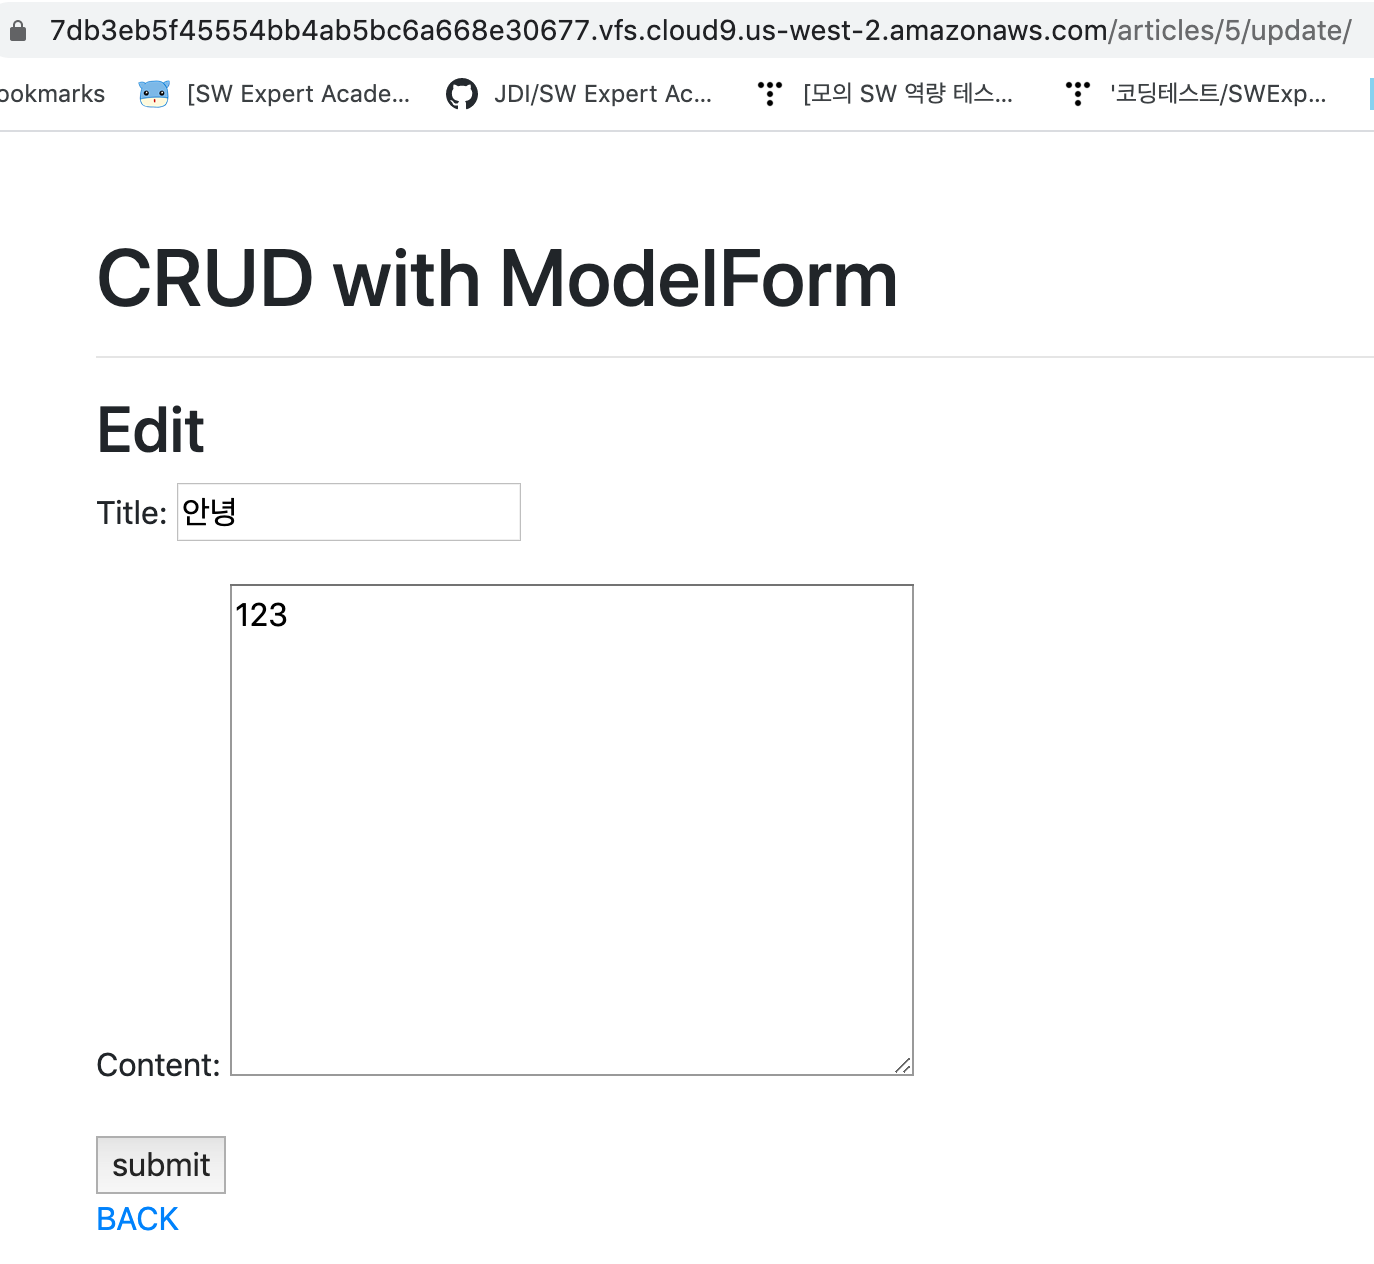 7db3eb5f45554bb4ab5bc6a668e30677.vfs.cloud9.us-west-2.amazonaws.com/articles/5/update/
ookmarks [SW Expert Acade... JDI/SW Expert Ac... [모의 SW 역량 테스... '코딩테스트/SWExp...
CRUD with ModelForm
Edit
Title: 안녕
123
Content:
submit
BACK